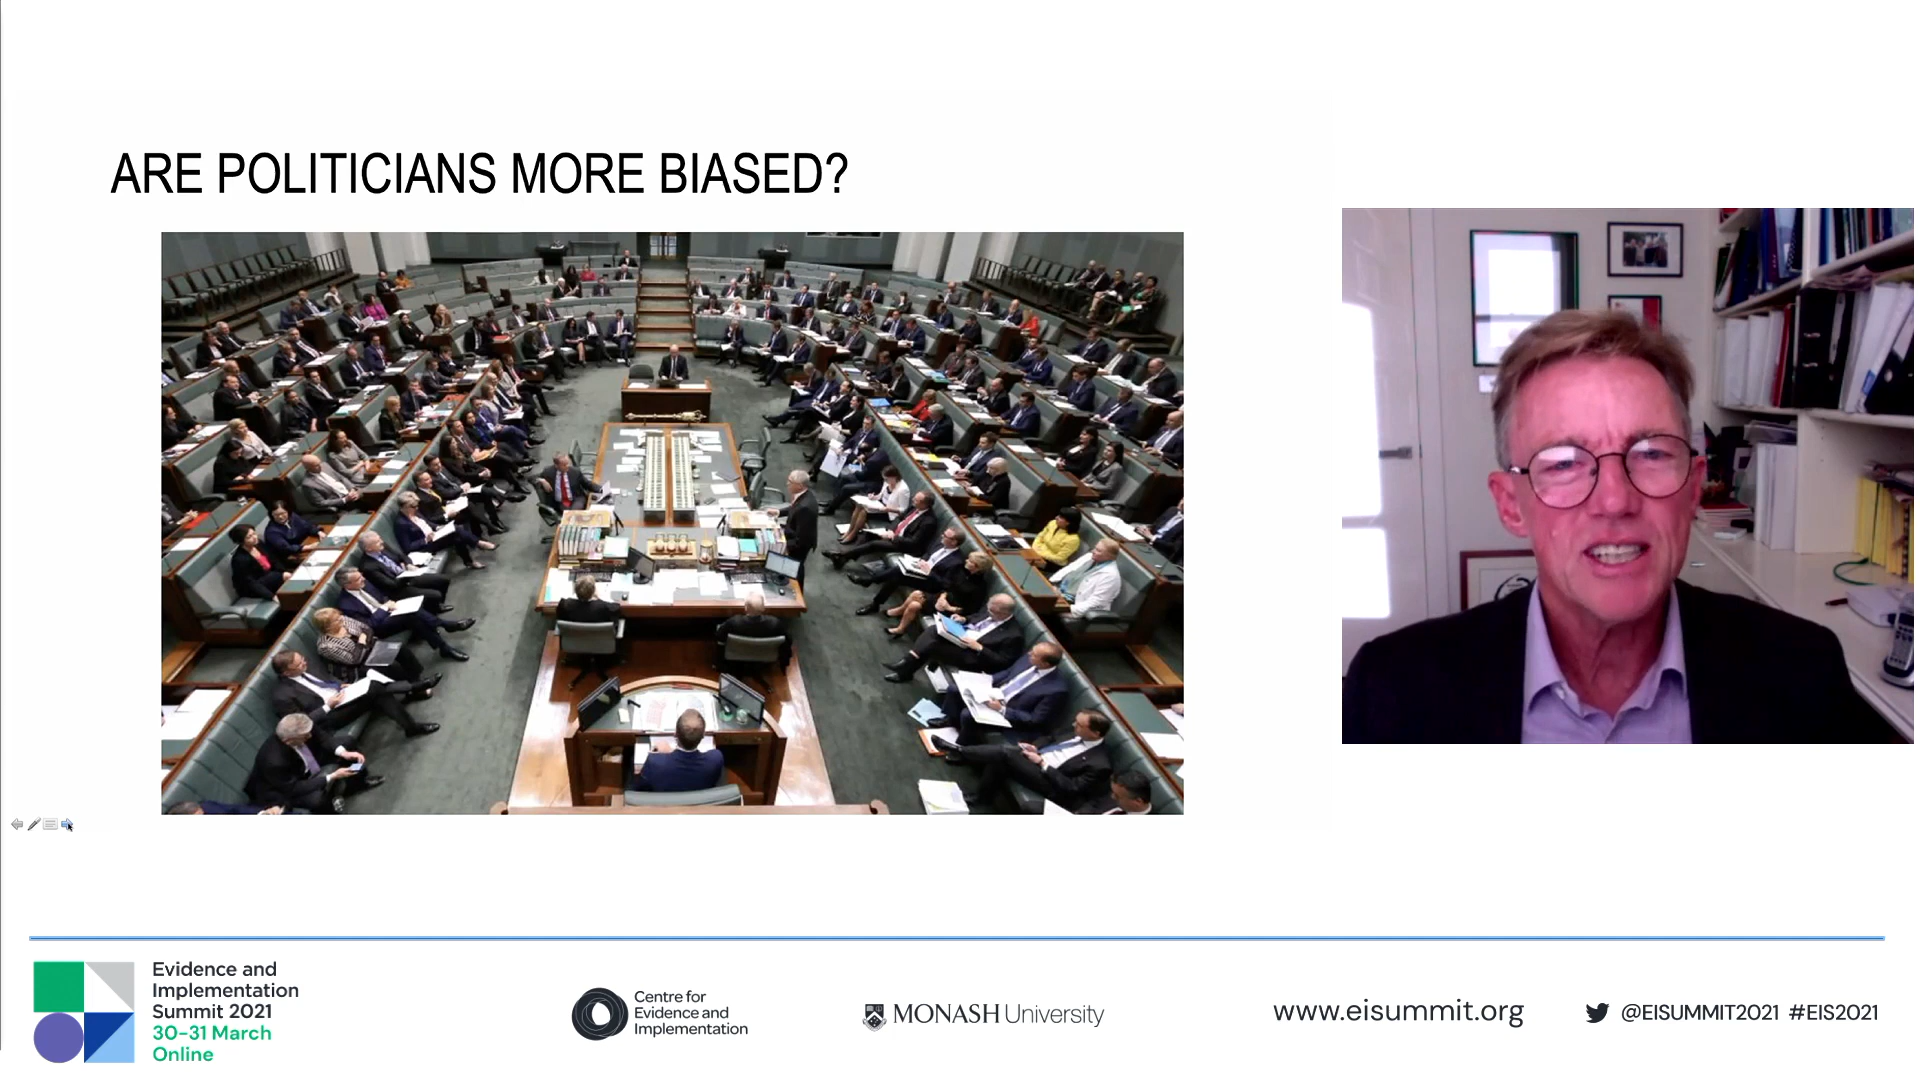 ARE POLITICIANS MORE BIASED?
Evidence and
Implementation
Summit 2021
30-31 March
Online
Centre for
Evidence and
Implementation
MONASH University
www.eisummit.org
@EISUMMIT2021 #EIS2021